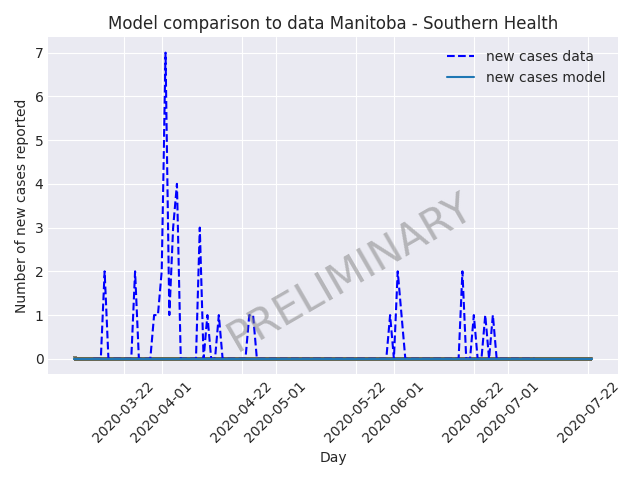 Model comparison to data Manitoba - Southern Health
new cases data
new cases model
Number of new cases reported
7
6
5
4
3
2
1
0
PRELIMINARY
2020-03-22
2020-04-01
2020-04-22
2020-05-01
2020-05-22
2020-06-01
2020-06-22
2020-07-01
2020-07-22
Day